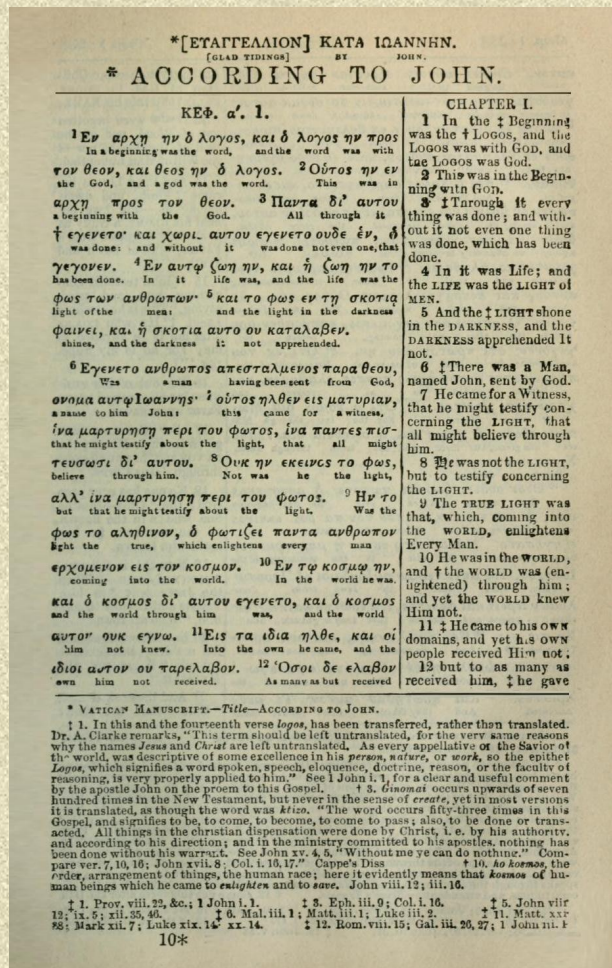 *[ΕΥΑΓΓΕΛΛΙΟΝ] ΚΑΤΑ ΙΩΑΝΝΗΝ.
[GLAD TIDINGS] BY JOHN.
* ACCORDING TO JOHN.
ΚΕΦ. α'. 1.
1 Εν αρχη ην ὁ λογος, και ὁ λογος ην προς
In a beginning was the word, and the word was with
τον θεον, και θεος ην ὁ λογος. 2 Οὑτος ην εν
the God, and a god was the word. This was in
αρχῃ προς τον θεον. 3 Παντα δι' αυτου
a beginning with the God. All through it
† εγενετο· και χωρι. αυτου εγενετο ουδε ἑν, ὁ
was done: and without it was done not even one, that
γεγονεν. 4 Εν αυτῳ ζωη ην, και ἡ ζωη ην το
has been done. In it life was, and the life was the
φως των ανθρωπων· 5 και το φως εν τῃ σκοτιᾳ
light of the men: and the light in the darkness
φαινει, και ἡ σκοτια αυτο ου καταλαβεν.
shines, and the darkness it not apprehended.
6 Εγενετο ανθρωπος απεσταλμενος παρα θεου,
Was a man having been sent from God,
ονομα αυτῳ Ιωαννης· 7 οὑτος ηλθεν εις ματυριαν,
a name to him John: this came for a witness,
ἱνα μαρτυρησῃ περι του φωτος, ἱνα παντες πισ-
that he might testify about the light, that all might
τευσωσι δι' αυτου. 8 Ουκ ην εκεινος το φως,
believe through him. Not was he the light,
αλλ' ἱνα μαρτυρησῃ περι του φωτος. 9 Ην το
but that he might testify about the light. Was the
φως το αληθινον, ὁ φωτιζει παντα ανθρωπον
light the true, which enlightens every man
ερχομενον εις τον κοσμον. 10 Εν τῳ κοσμῳ ην,
coming into the world. In the world he was,
και ὁ κοσμος δι' αυτου εγενετο, και ὁ κοσμος
and the world through him was, and the world
αυτον ουκ εγνω. 11 Εις τα ιδια ηλθε, και οἱ
him not knew. Into the own he came, and the
ιδιοι αυτον ου παρελαβον. 12 Ὁσοι δε ελαβον
own him not received. As many as but received
CHAPTER I.
1 In the ‡ Beginning
was the † LOGOS, and the
LOGOS was with GOD, and
the LOGOS was God.
2 This was in the Begin-
ning with GOD.
3 ‡ Through it every
thing was done; and with-
out it not even one thing
was done, which has been
done.
4 In it was Life; and
the LIFE was the LIGHT of
MEN.
5 And the ‡ LIGHT shone
in the DARKNESS, and the
DARKNESS apprehended It
not.
6 ‡ There was a Man,
named John, sent by God.
7 He came for a Witness,
that he might testify con-
cerning the LIGHT, that
all might believe through
him.
8 He was not the LIGHT,
but to testify concerning
the LIGHT.
9 The TRUE LIGHT was
that, which, coming into
the WORLD, enlightens
Every Man.
10 He was in the WORLD,
and † the WORLD was (en-
lightened) through him;
and yet the WORLD knew
Him not.
11 ‡ He came to his OWN
domains, and yet his OWN
people received Him not;
12 but to as many as
received him, ‡ he gave
* VATICAN MANUSCRIPT.—Title—ACCORDING TO JOHN.
† 1. In this and the fourteenth verse logos, has been transferred, rather than translated.
Dr. A. Clarke remarks, "This term should be left untranslated, for the very same reasons
why the names Jesus and Christ are left untranslated. As every appellative of the Savior of
the world, was descriptive of some excellence in his person, nature, or work, so the epithet
Logos, which signifies a word spoken, speech, eloquence, doctrine, reason, or the faculty of
reasoning, is very properly applied to him." See 1 John i. 1, for a clear and useful comment
by the apostle John on the proem to this Gospel. † 3. Ginomai occurs upwards of seven
hundred times in the New Testament, but never in the sense of create, yet in most versions
it is translated, as though the word was ktizo. "The word occurs fifty-three times in this
Gospel, and signifies to be, to come, to become, to come to pass; also, to be done or trans-
acted. All things in the christian dispensation were done by Christ, i. e. by his authority.
and according to his direction; and in the ministry committed to his apostles. nothing has
been done without his warrant. See John xv. 4, 5, "Without me ye can do nothing." Com-
pare ver. 7, 10, 16; John xvii. 8; Col. i. 16, 17." Cappe's Diss † 10. ho kosmos, the
order, arrangement of things, the human race; here it evidently means that kosmos of hu-
man beings which he came to enlighten and to save. John viii. 12; iii. 16.
‡ 1. Prov. viii. 22, &c.; 1 John i. 1. ‡ 3. Eph. iii. 9; Col. i. 16. ‡ 5. John viii
12; ix. 5; xii. 35, 46. ‡ 6. Mal. iii. 1; Matt. iii. 1; Luke iii. 2. ‡ 11. Matt.
Mark xii. 7; Luke xix. 14; xx. 14. ‡ 12. Rom. viii. 15; Gal. iii. 26, 27; 1 John
10*